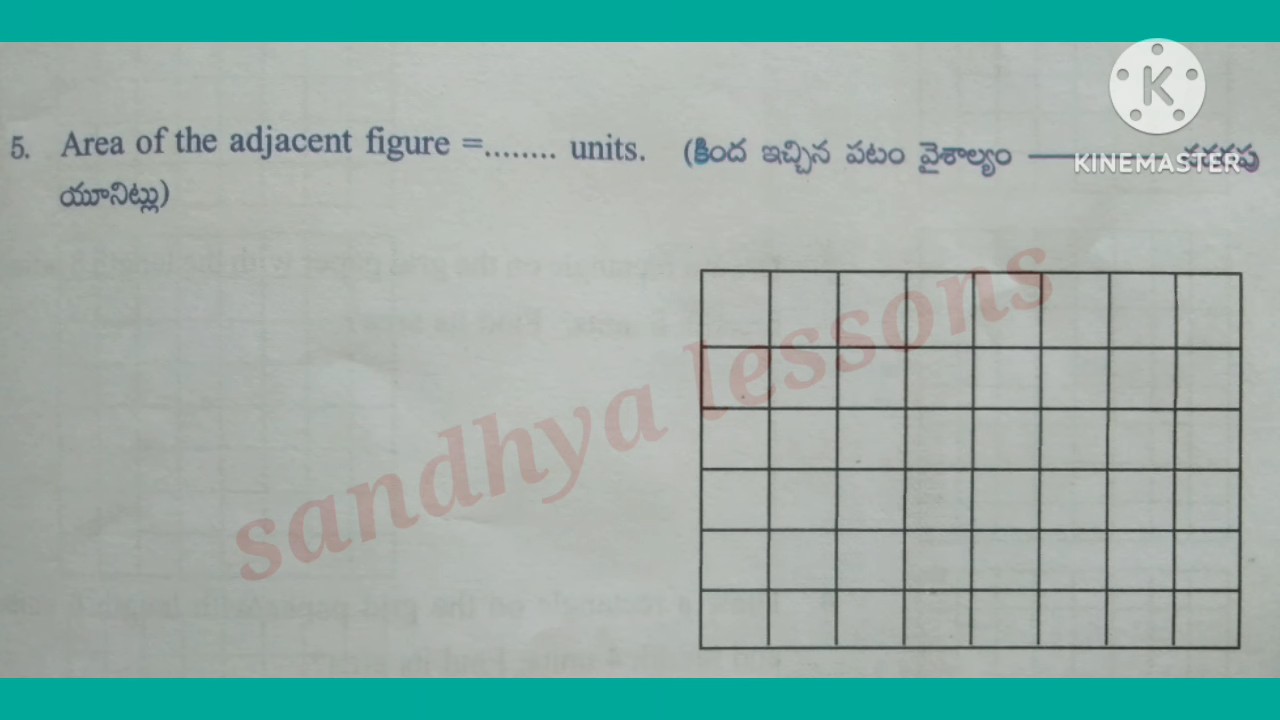 5. Area of the adjacent figure =........ units. (కింద ఇచ్చిన పటం వైశాల్యం ———
యూనిట్లు)
KINEMASTER
sandhya lessons